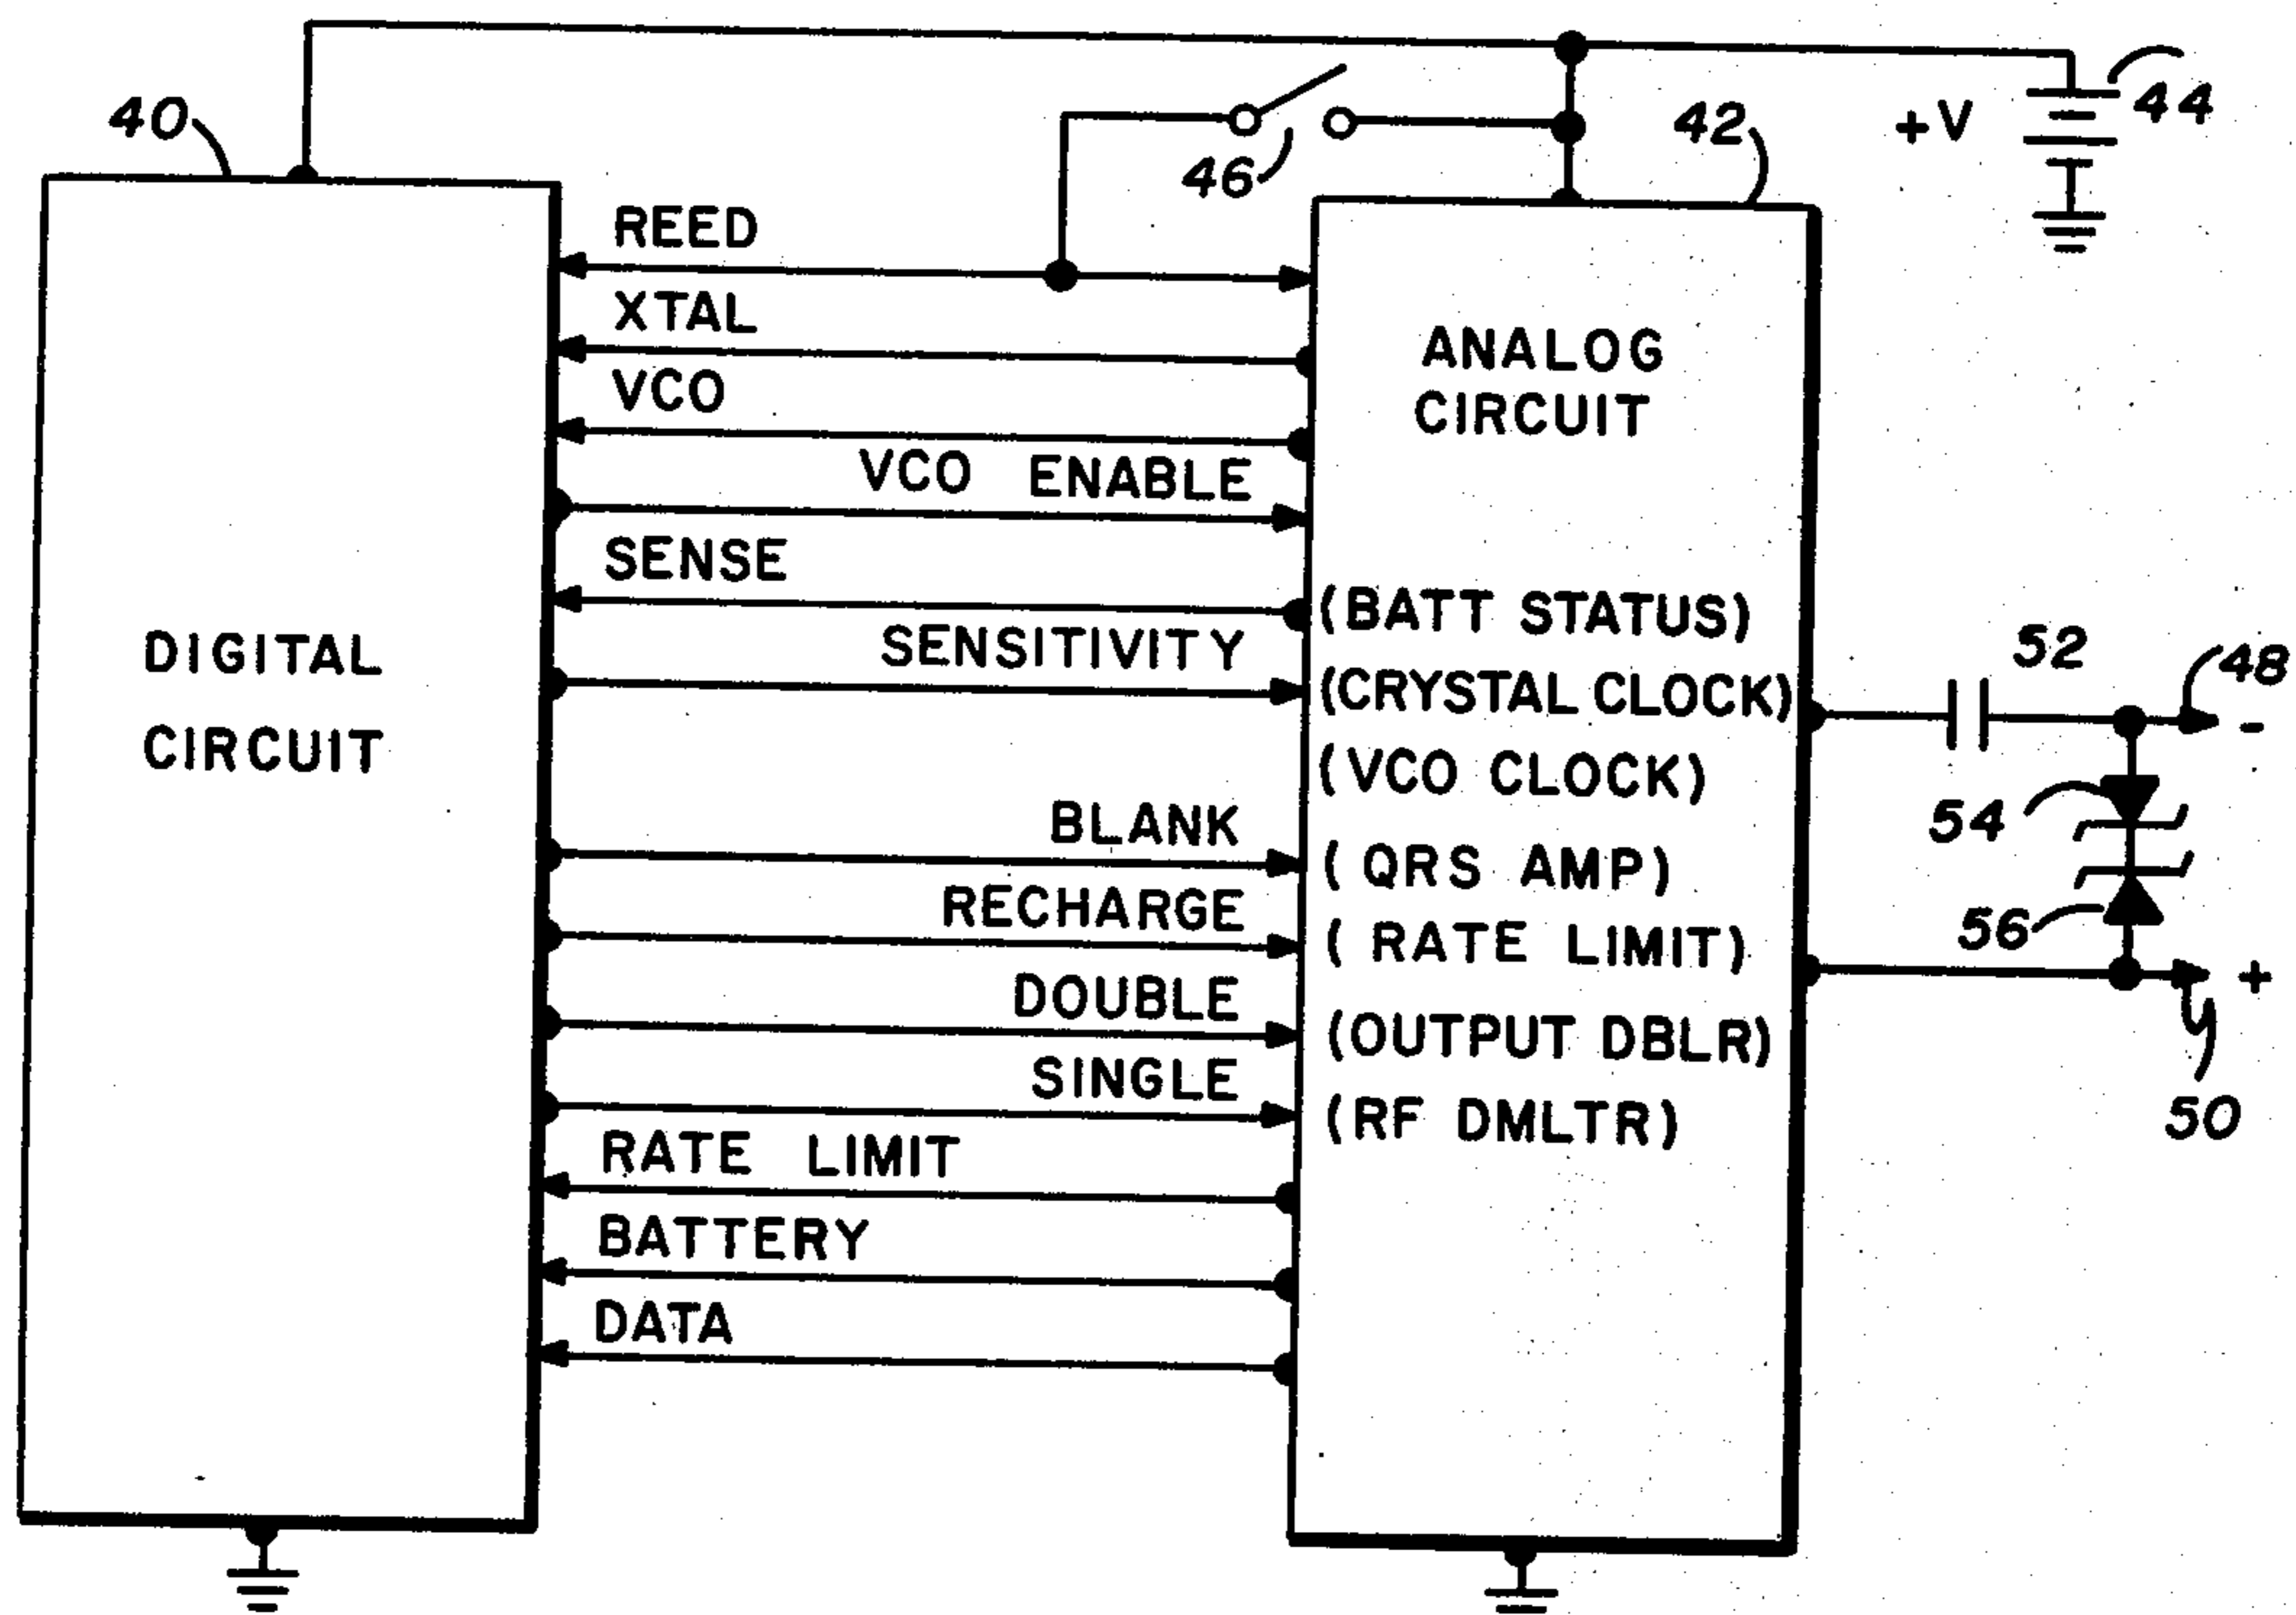 40
46
42
+V
44
REED
XTAL
VCO
VCO ENABLE
SENSE
SENSITIVITY
BLANK
RECHARGE
DOUBLE
SINGLE
RATE LIMIT
BATTERY
DATA
DIGITAL
CIRCUIT
ANALOG
CIRCUIT
(BATT STATUS)
(CRYSTAL CLOCK)
(VCO CLOCK)
( QRS AMP)
( RATE LIMIT)
(OUTPUT DBLR)
(RF DMLTR)
52
48
-
54
56
+
50